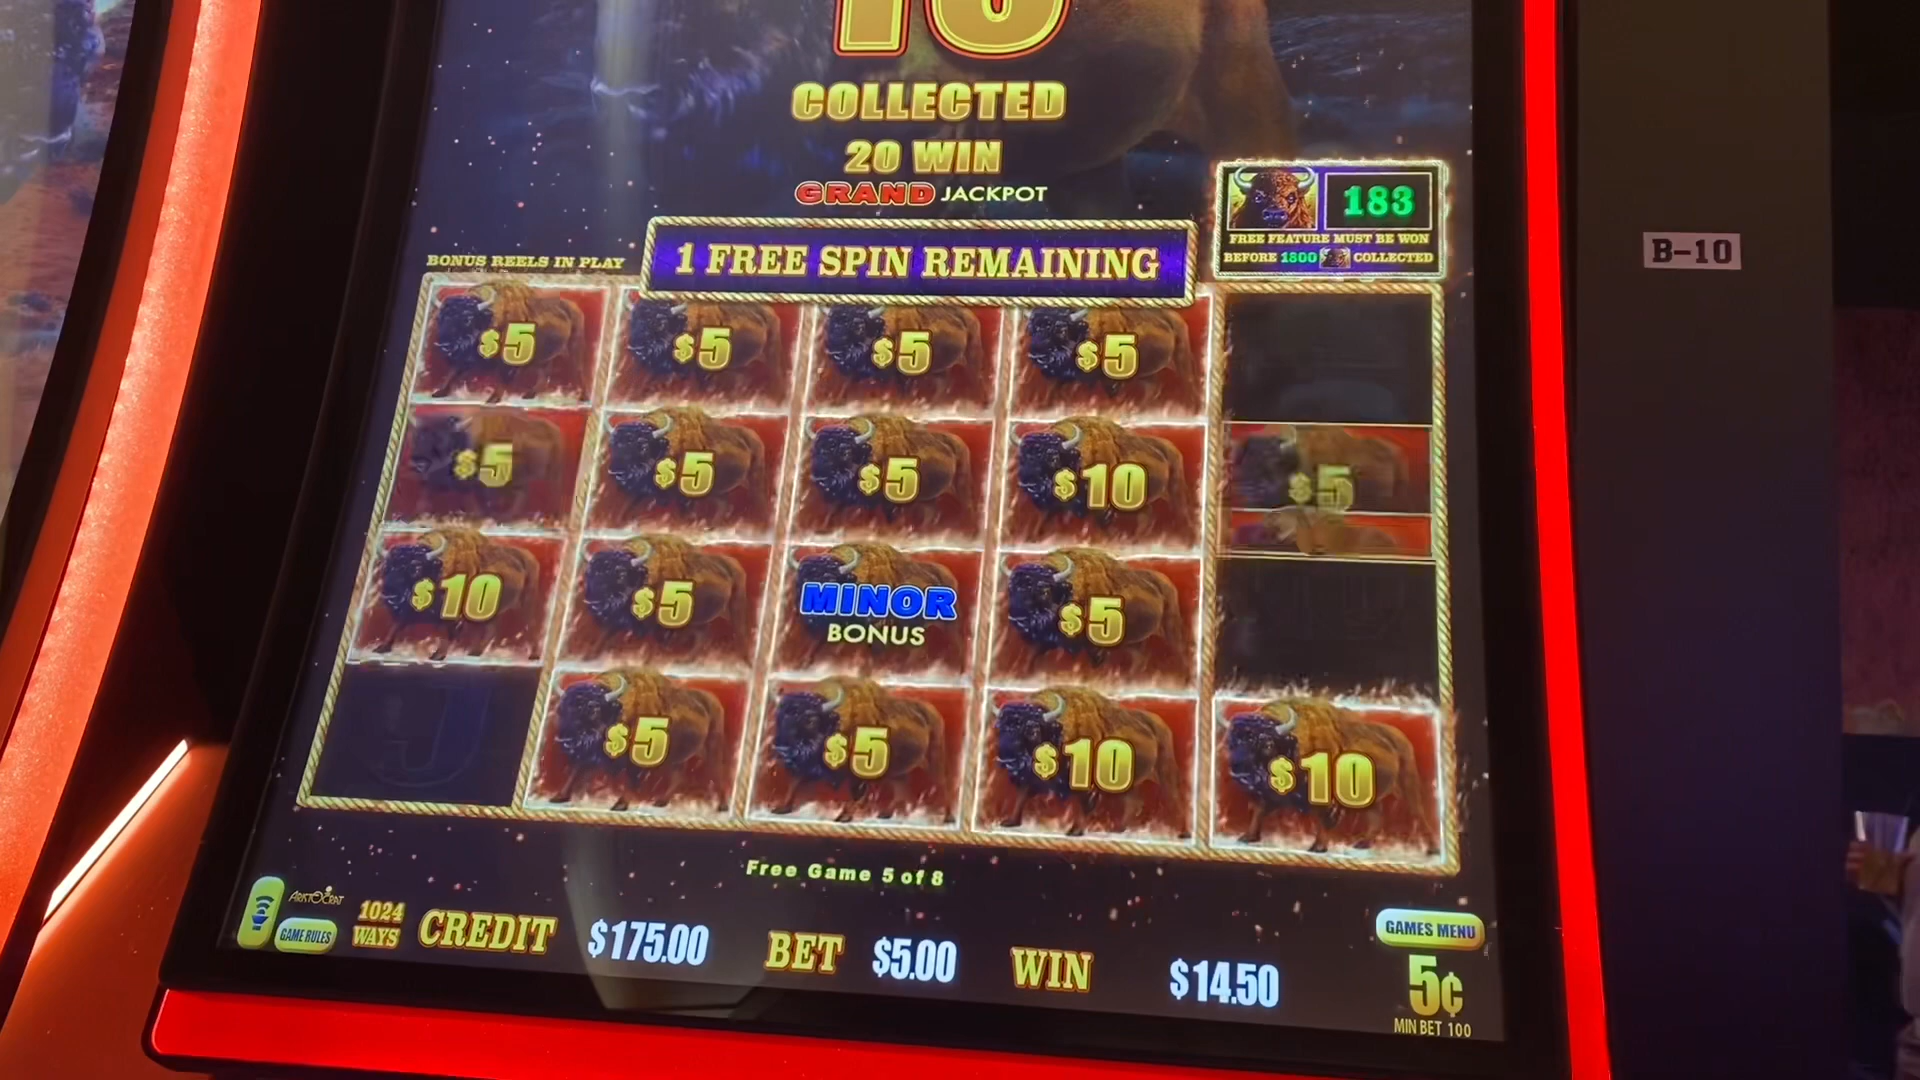 COLLECTED
20 WIN
GRAND JACKPOT
183
FREE FEATURE MUST BE WON
BEFORE 1800 COLLECTED
BONUS REELS IN PLAY
1 FREE SPIN REMAINING
B-10
$5 $5 $5 $5
$5 $5 $5 $10 $5
$10 $5 MINOR BONUS $5
$5 $5 $10 $10
Free Game 5 of 8
ARISTOCRAT
GAME RULES
1024 WAYS
CREDIT $175.00 BET $5.00 WIN $14.50
GAMES MENU
5¢
MIN BET 100